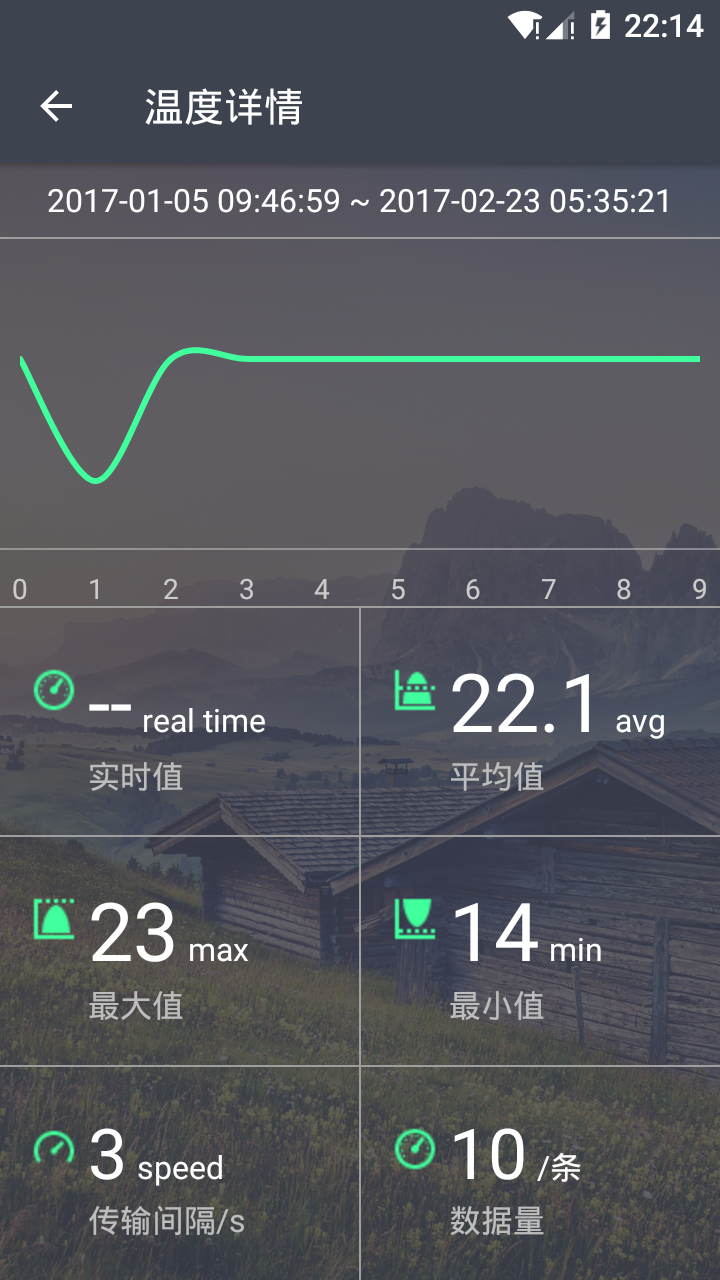 22:14
温度详情
2017-01-05 09:46:59 ~ 2017-02-23 05:35:21
0 1 2 3 4 5 6 7 8 9
-- real time
实时值
22.1 avg
平均值
23 max
最大值
14 min
最小值
3 speed
传输间隔/s
10 /条
数据量